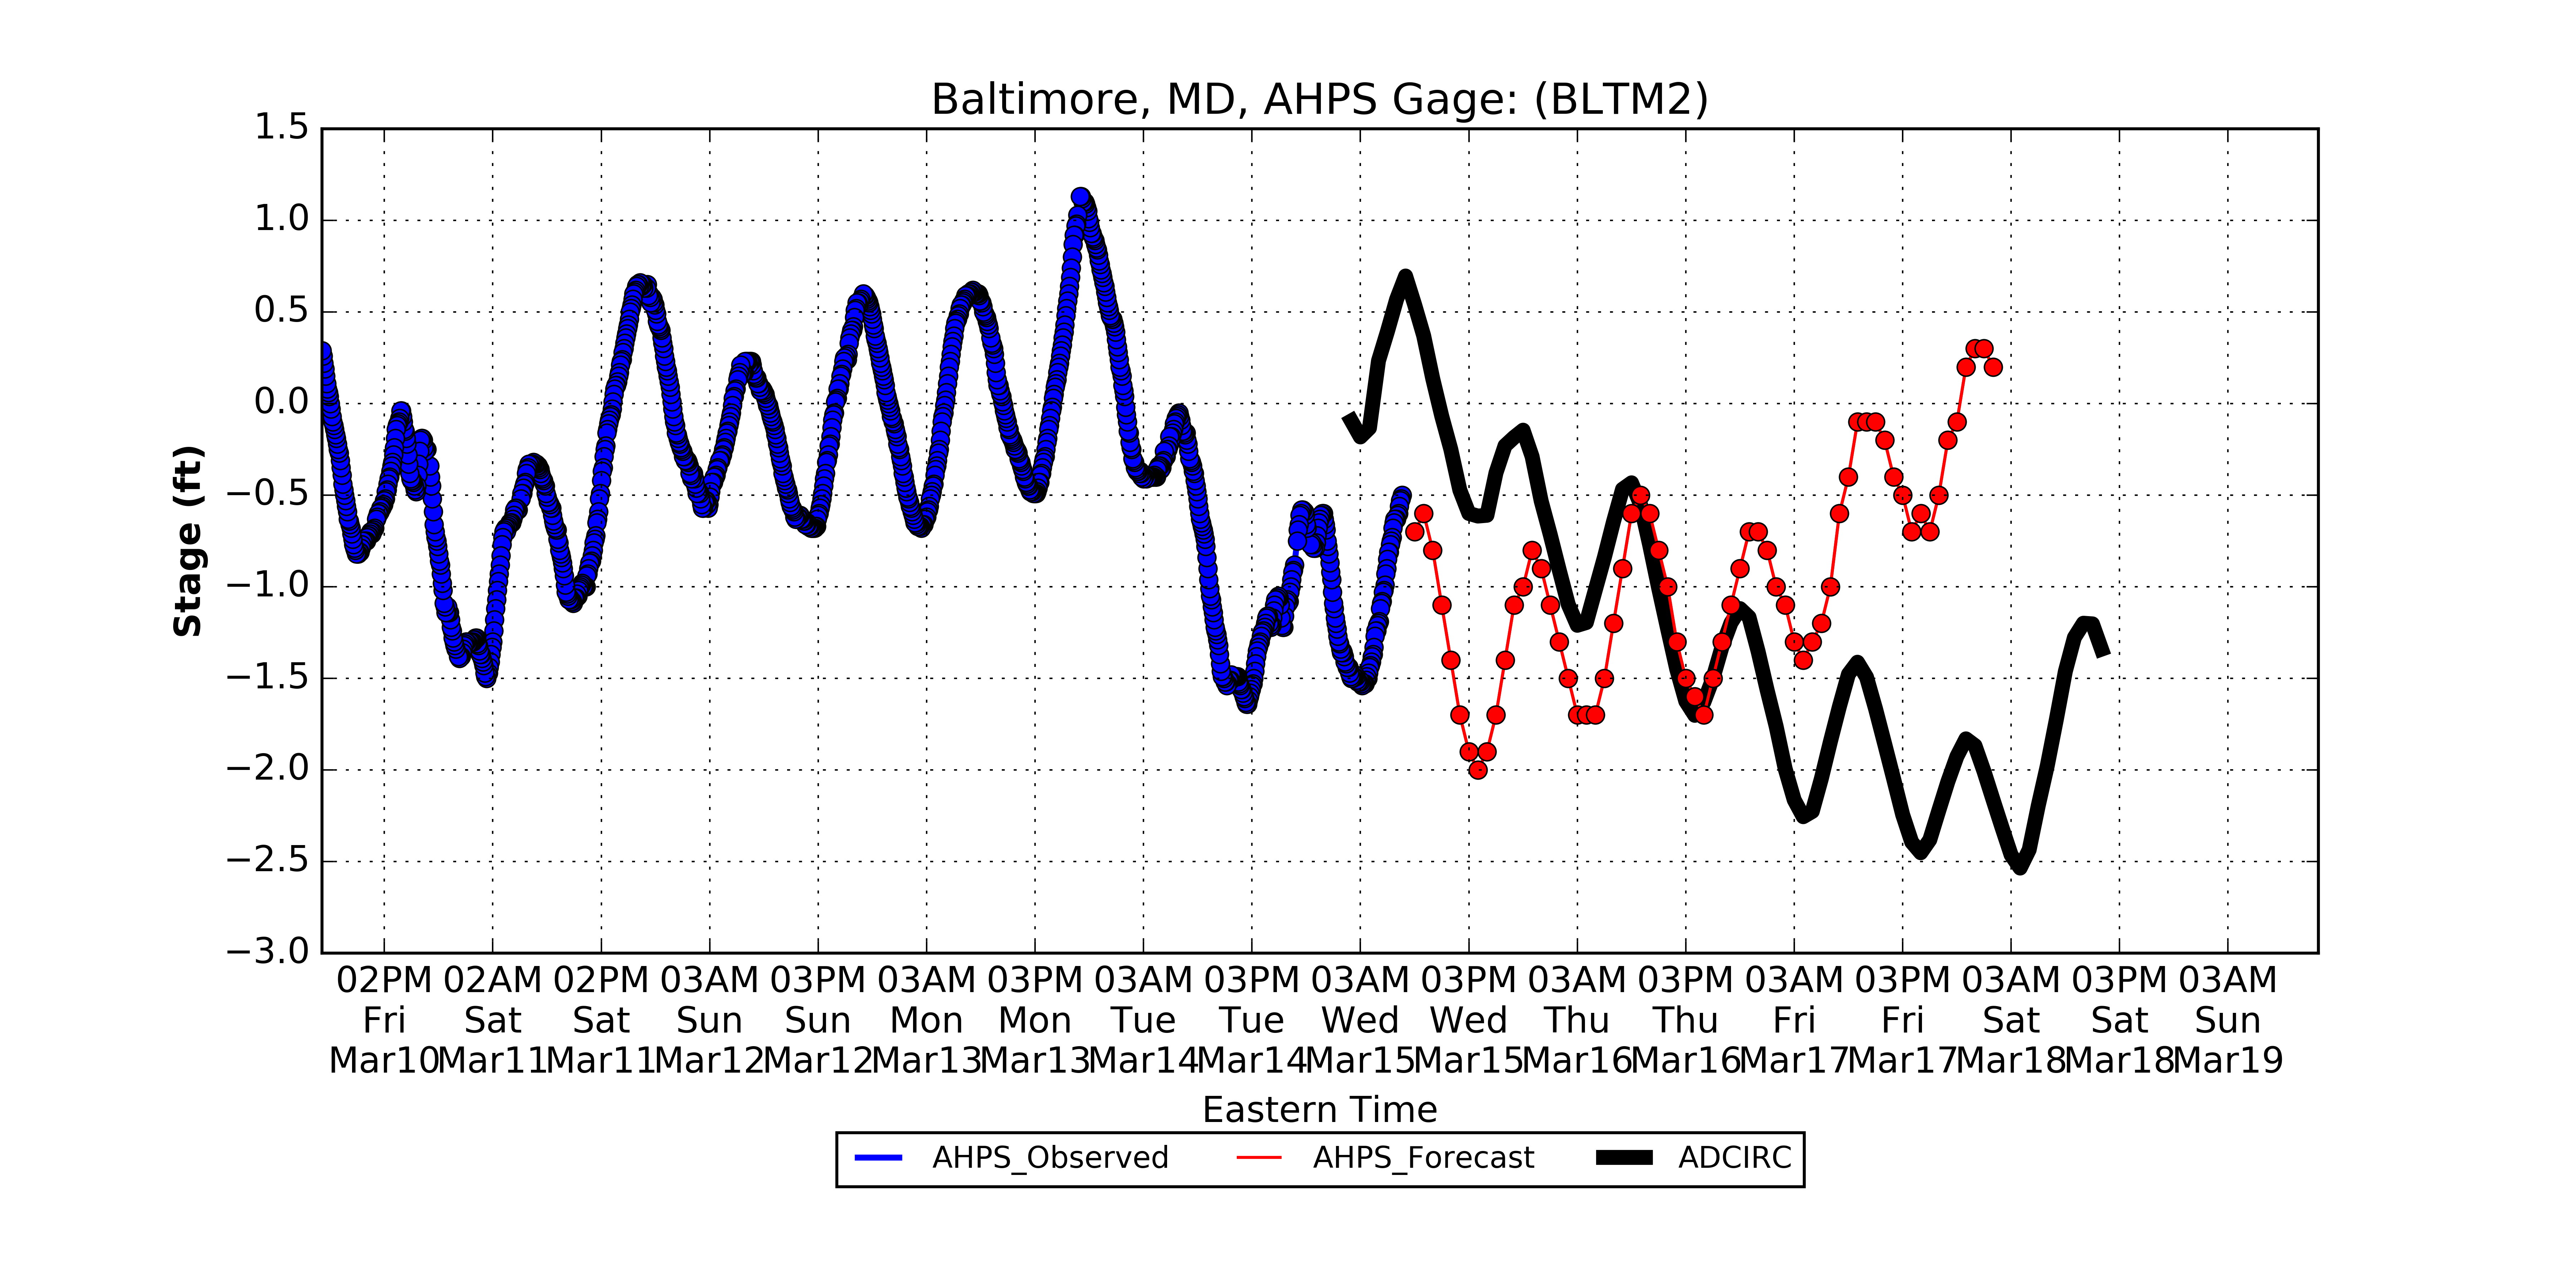 Baltimore, MD, AHPS Gage: (BLTM2)
1.5
1.0
0.5
0.0
−0.5
−1.0
−1.5
−2.0
−2.5
−3.0
Stage (ft)
02PM 02AM 02PM 03AM 03PM 03AM 03PM 03AM 03PM 03AM 03PM 03AM 03PM 03AM 03PM 03AM 03PM 03AM
Fri Sat Sat Sun Sun Mon Mon Tue Tue Wed Wed Thu Thu Fri Fri Sat Sat Sun
Mar10 Mar11 Mar11 Mar12 Mar12 Mar13 Mar13 Mar14 Mar14 Mar15 Mar15 Mar16 Mar16 Mar17 Mar17 Mar18 Mar18 Mar19
Eastern Time
AHPS_Observed AHPS_Forecast ADCIRC